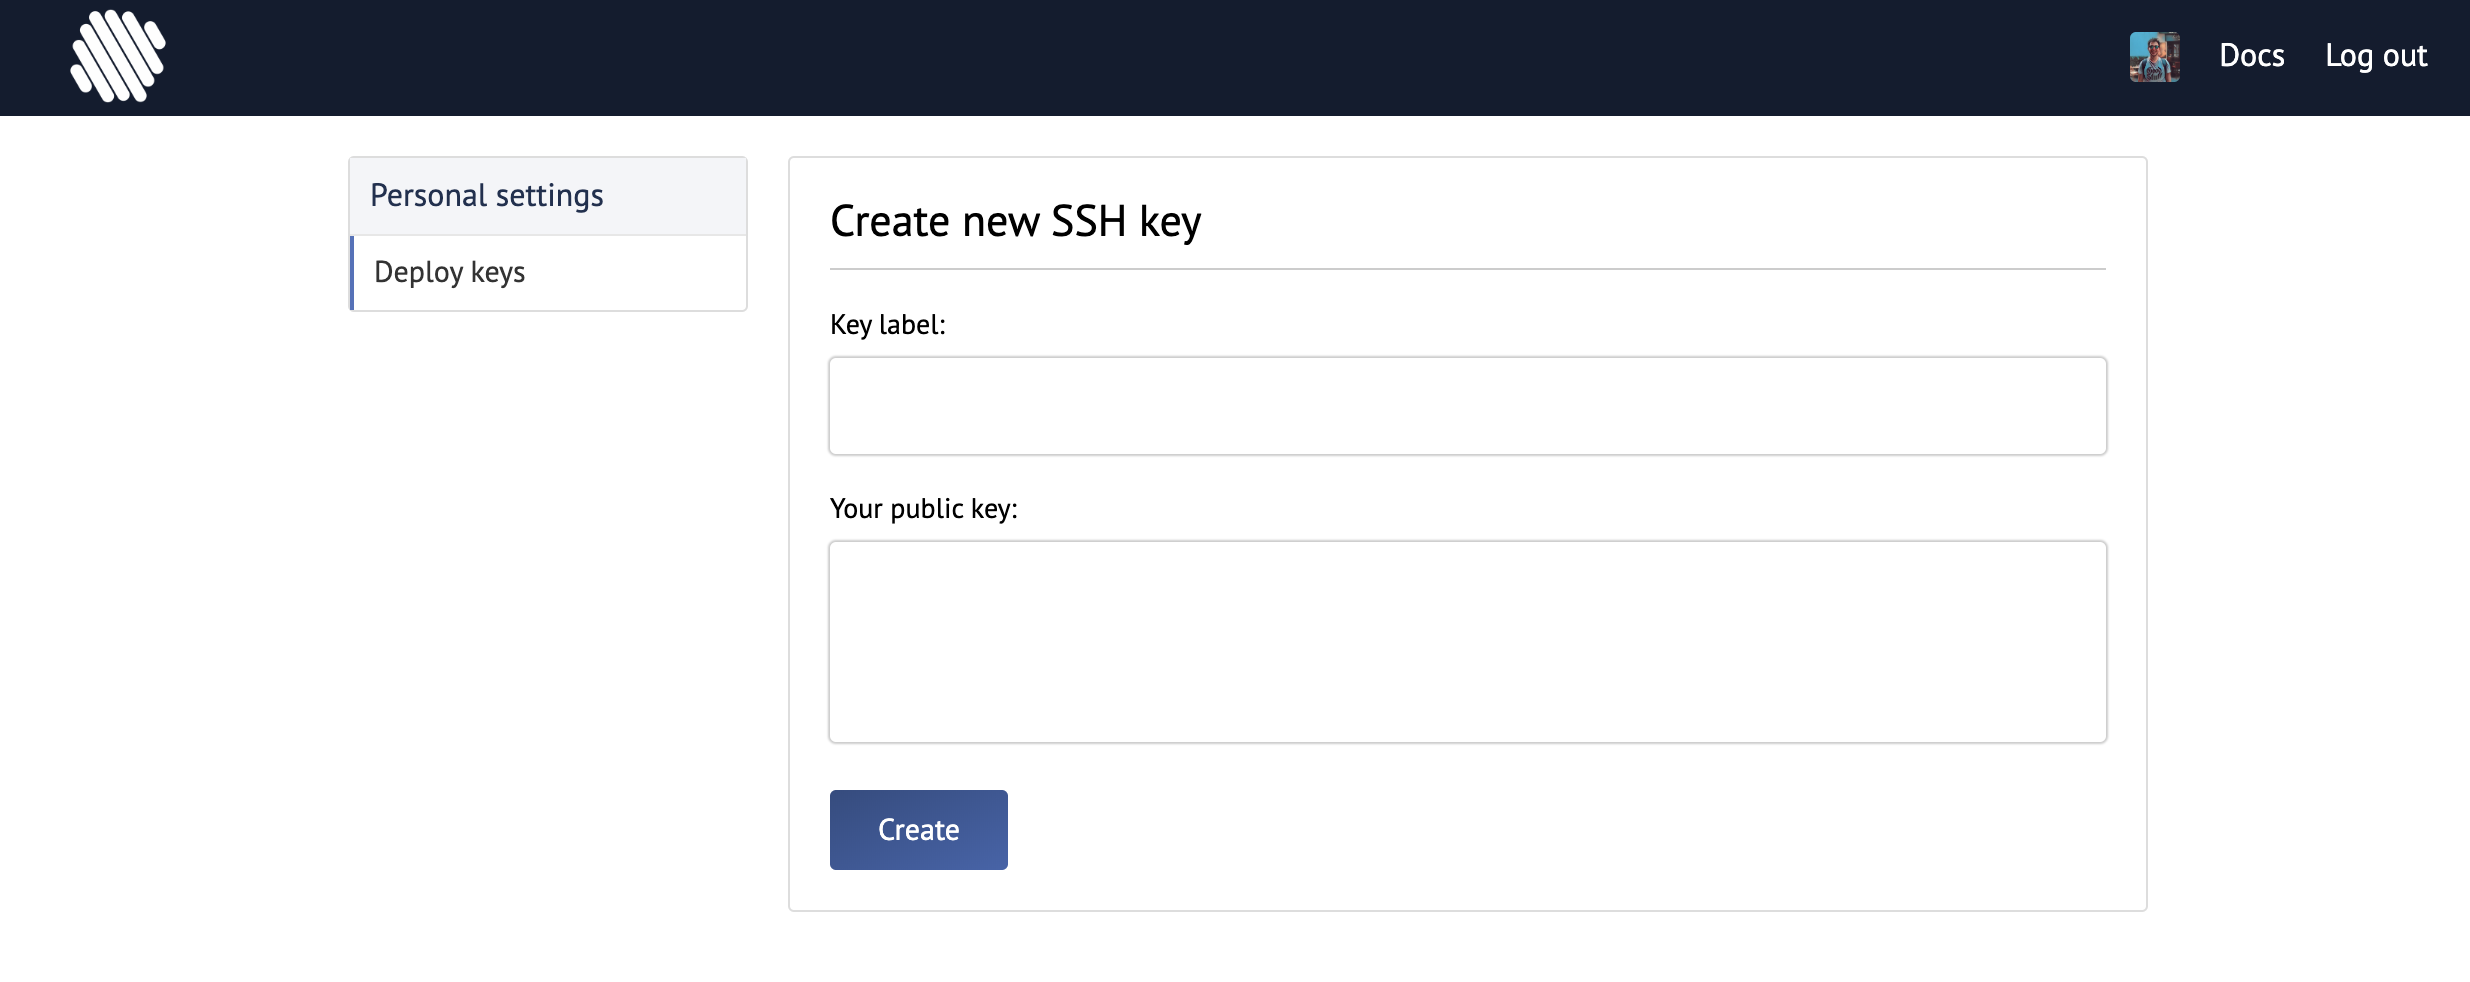 Docs
Log out
Personal settings
Deploy keys
Create new SSH key
Key label:
Your public key:
Create